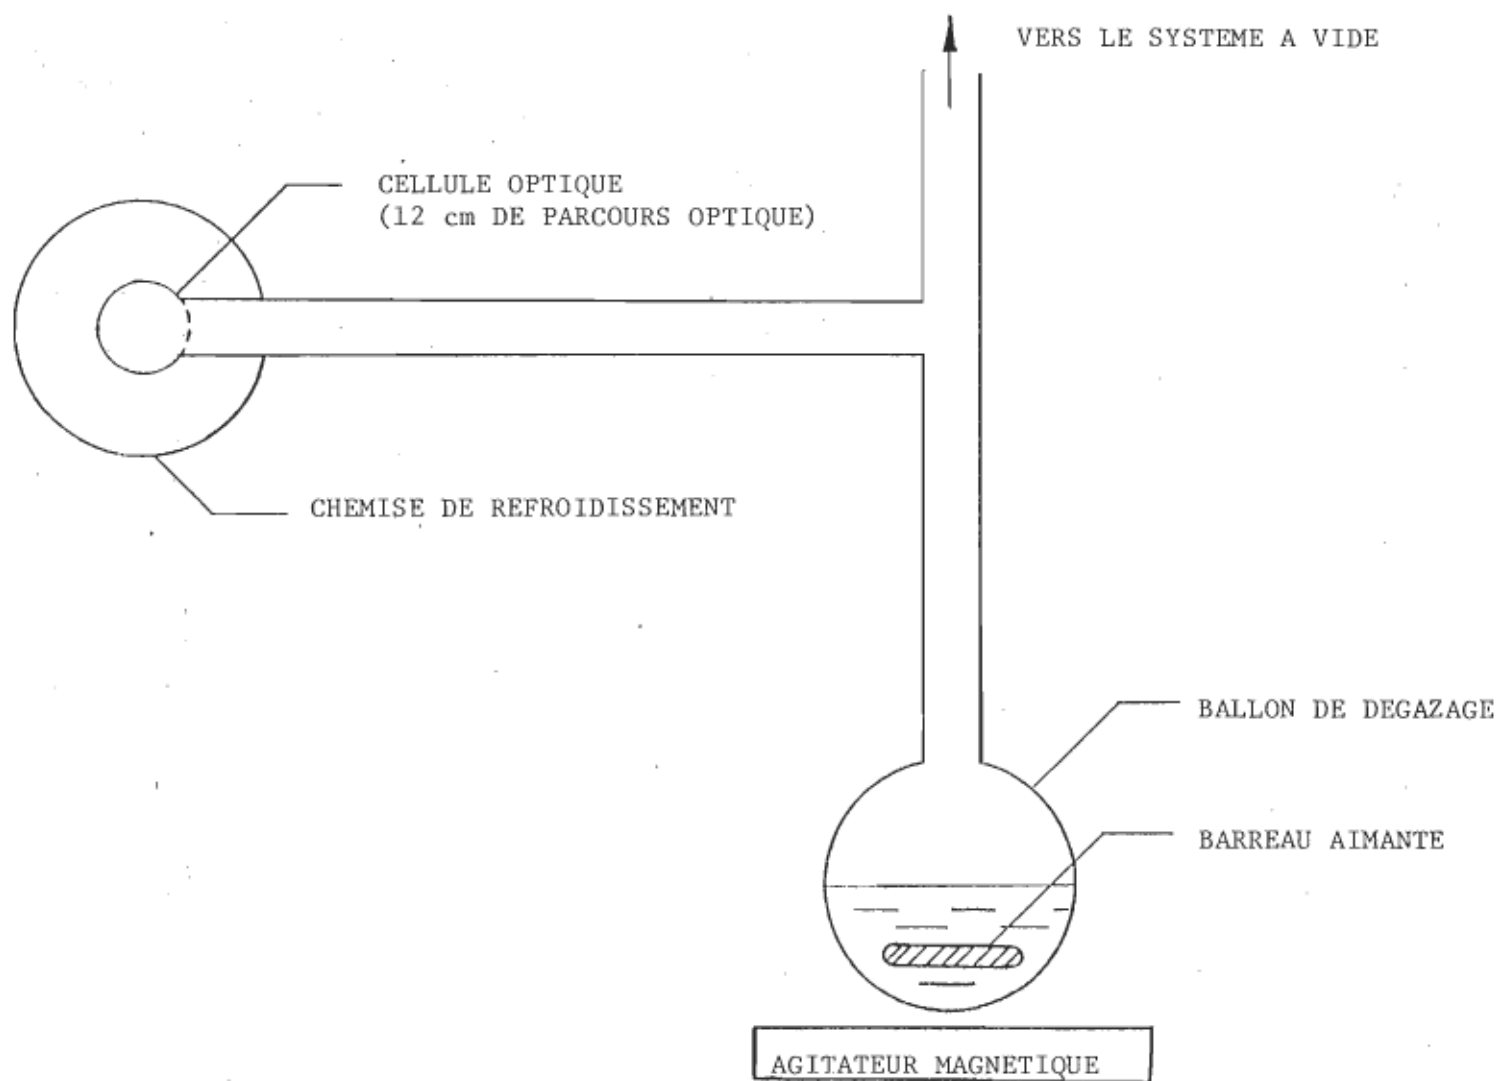 VERS LE SYSTEME A VIDE
CELLULE OPTIQUE
(12 cm DE PARCOURS OPTIQUE)
CHEMISE DE REFROIDISSEMENT
BALLON DE DEGAZAGE
BARREAU AIMANTE
AGITATEUR MAGNETIQUE